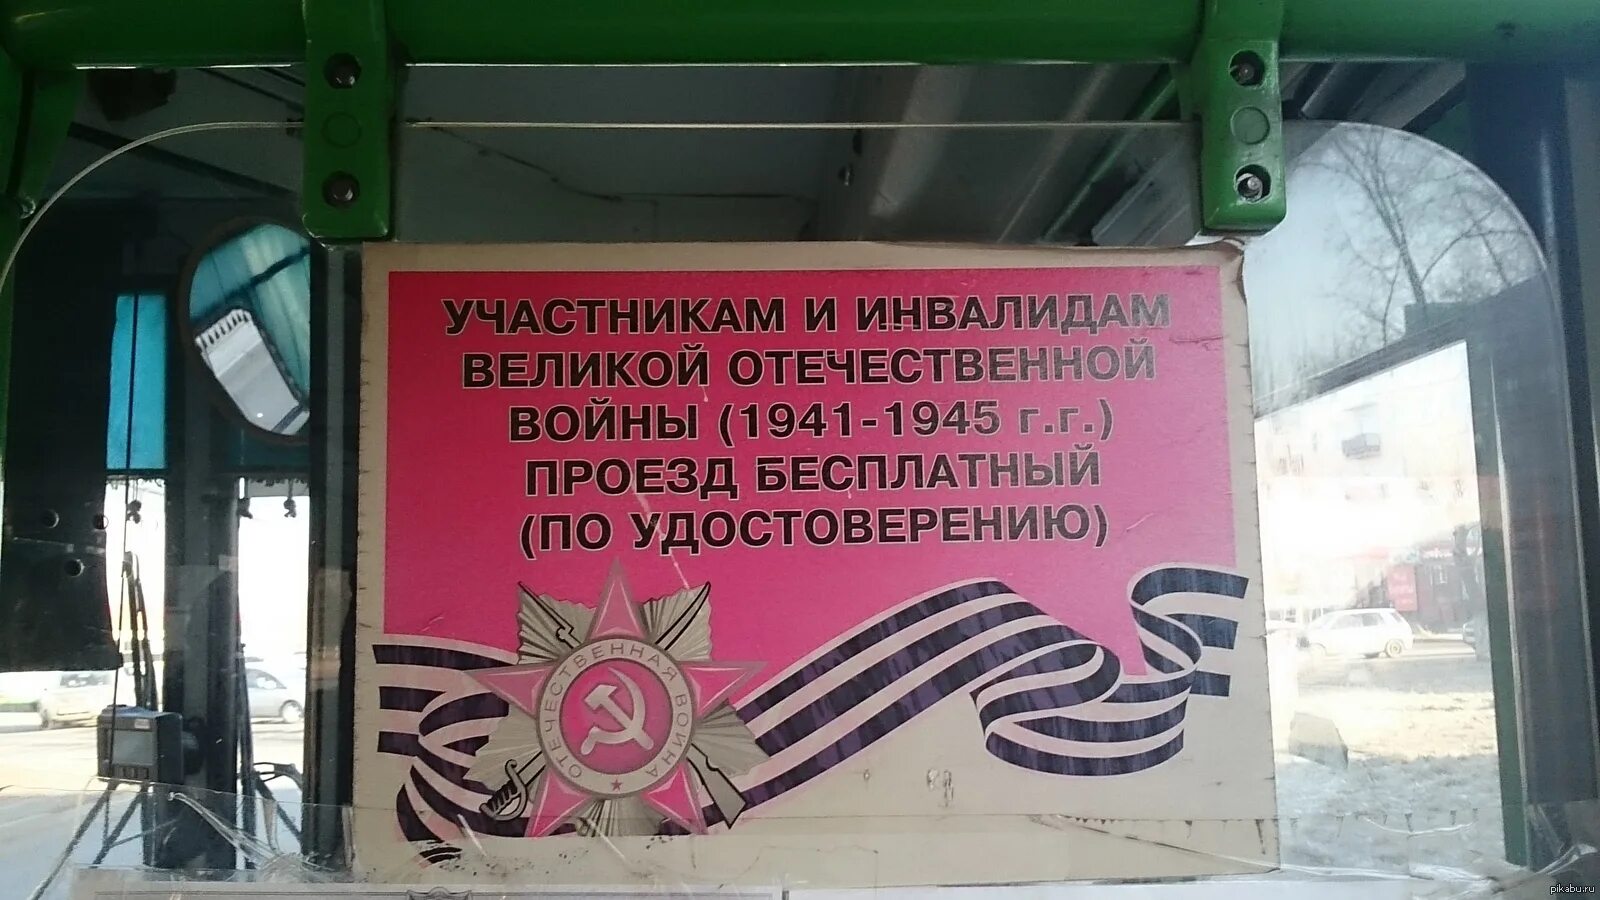 УЧАСТНИКАМ И ИНВАЛИДАМ
ВЕЛИКОЙ ОТЕЧЕСТВЕННОЙ
ВОЙНЫ (1941-1945 г.г.)
ПРОЕЗД БЕСПЛАТНЫЙ
(ПО УДОСТОВЕРЕНИЮ)
ОТЕЧЕСТВЕННАЯ ВОЙНА
pikabu.ru